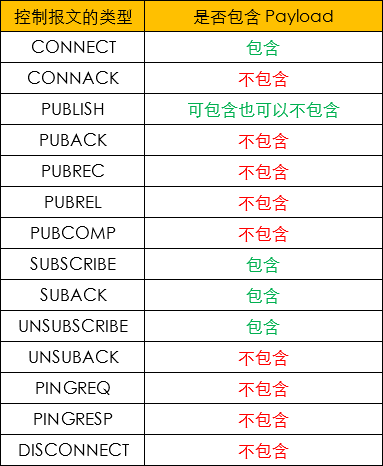 控制报文的类型 是否包含 Payload
CONNECT 包含
CONNACK 不包含
PUBLISH 可包含也可以不包含
PUBACK 不包含
PUBREC 不包含
PUBREL 不包含
PUBCOMP 不包含
SUBSCRIBE 包含
SUBACK 包含
UNSUBSCRIBE 包含
UNSUBACK 不包含
PINGREQ 不包含
PINGRESP 不包含
DISCONNECT 不包含